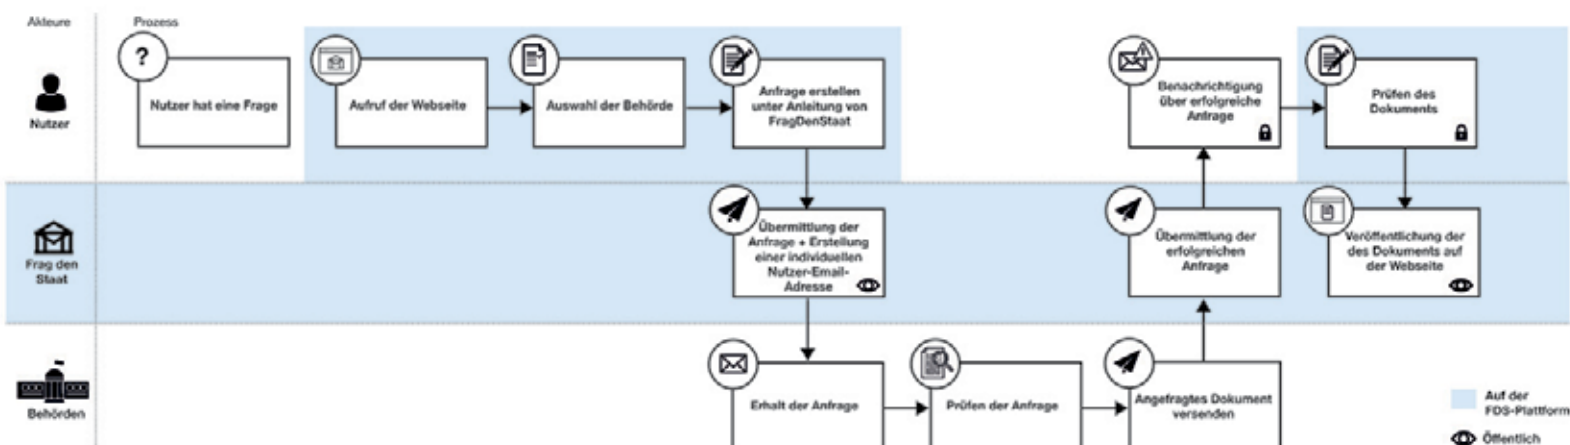 Akteure
Prozess
?
Nutzer hat eine Frage
Aufruf der Webseite
Auswahl der Behörde
Anfrage erstellen
unter Anleitung von
FragDenStaat
Benachrichtigung
über erfolgreiche
Anfrage
Prüfen des
Dokuments
Nutzer
Übermittlung der
Anfrage + Erstellung
einer individuellen
Nutzer-Email-
Adresse
Übermittlung der
erfolgreichen
Anfrage
Veröffentlichung der
des Dokuments auf
der Webseite
Frag den
Staat
Erhalt der Anfrage
Prüfen der Anfrage
Angefragtes Dokument
versenden
Behörden
Auf der
FDS-Plattform
Öffentlich